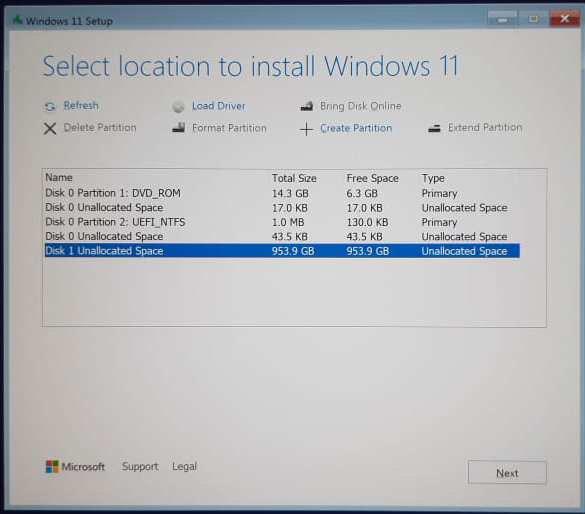 Windows 11 Setup
Select location to install Windows 11
Refresh Load Driver Bring Disk Online
Delete Partition Format Partition Create Partition Extend Partition
Name Total Size Free Space Type
Disk 0 Partition 1: DVD_ROM 14.3 GB 6.3 GB Primary
Disk 0 Unallocated Space 17.0 KB 17.0 KB Unallocated Space
Disk 0 Partition 2: UEFI_NTFS 1.0 MB 130.0 KB Primary
Disk 0 Unallocated Space 43.5 KB 43.5 KB Unallocated Space
Disk 1 Unallocated Space 953.9 GB 953.9 GB Unallocated Space
Microsoft Support Legal Next